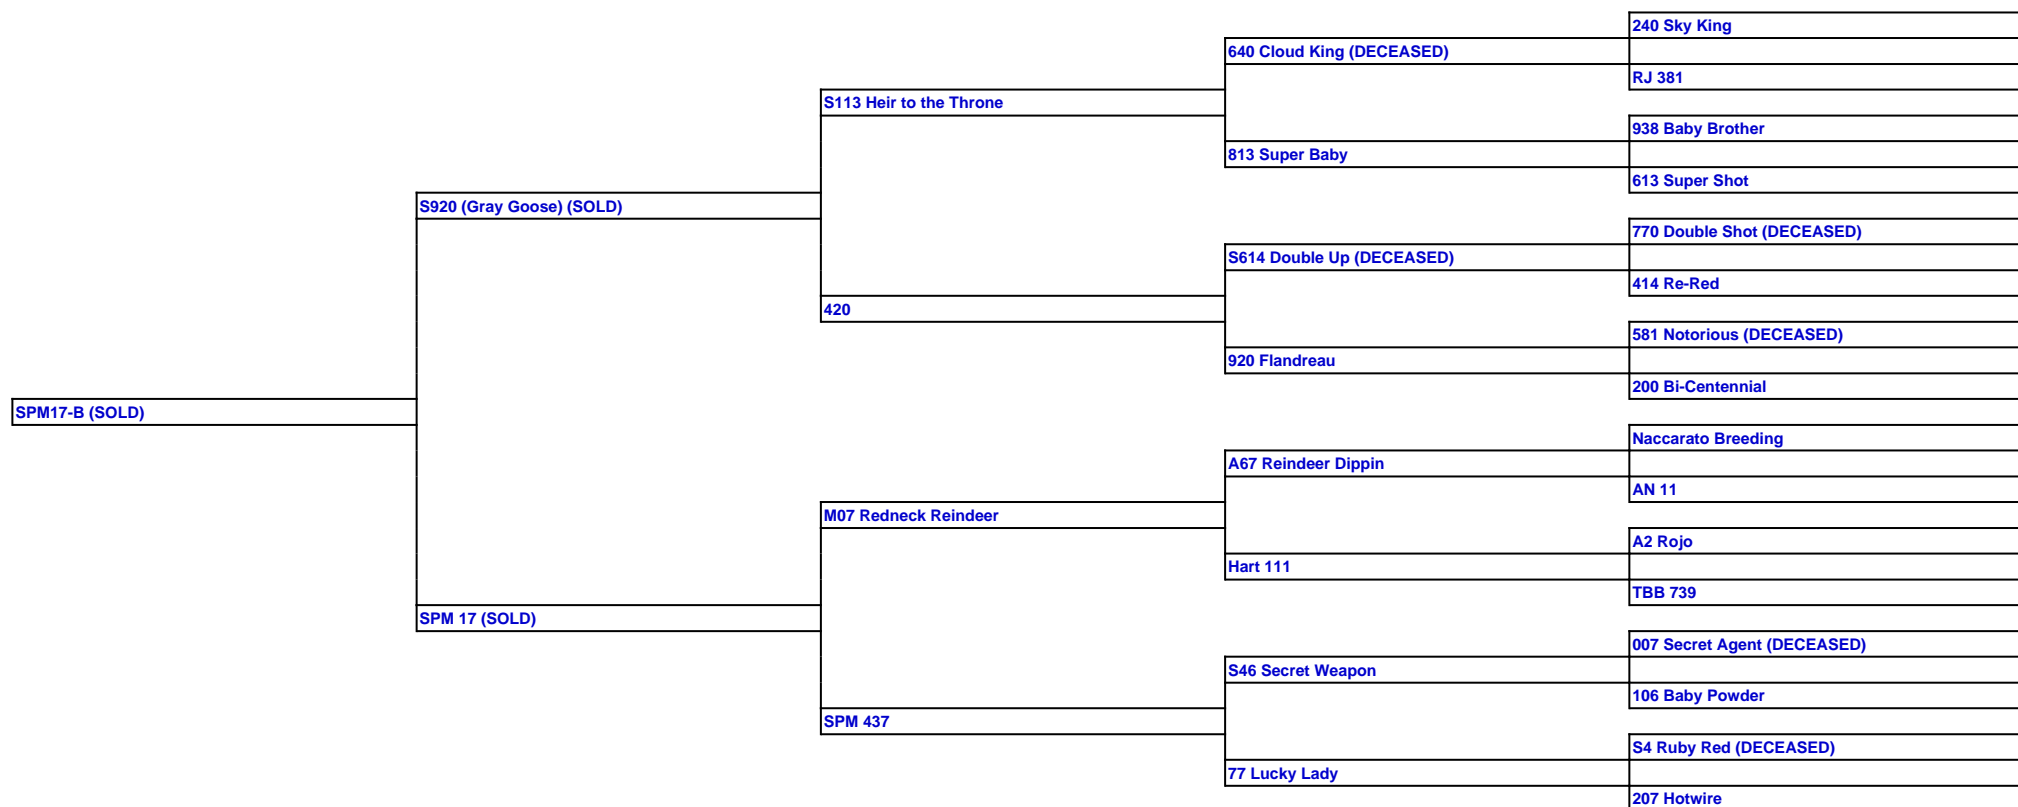 240 Sky King
640 Cloud King (DECEASED)
RJ 381
S113 Heir to the Throne
938 Baby Brother
813 Super Baby
613 Super Shot
S920 (Gray Goose) (SOLD)
770 Double Shot (DECEASED)
S614 Double Up (DECEASED)
414 Re-Red
420
581 Notorious (DECEASED)
920 Flandreau
200 Bi-Centennial
SPM17-B (SOLD)
Naccarato Breeding
A67 Reindeer Dippin
AN 11
M07 Redneck Reindeer
A2 Rojo
Hart 111
TBB 739
SPM 17 (SOLD)
007 Secret Agent (DECEASED)
S46 Secret Weapon
106 Baby Powder
SPM 437
S4 Ruby Red (DECEASED)
77 Lucky Lady
207 Hotwire